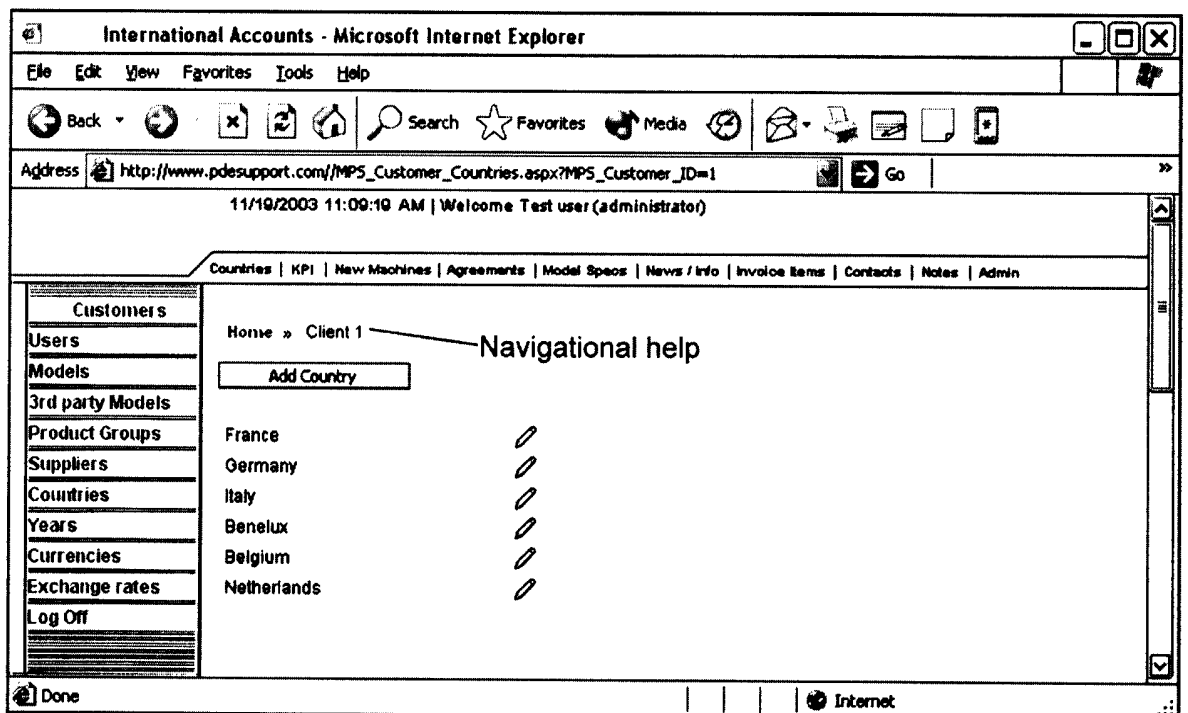 International Accounts - Microsoft Internet Explorer
File Edit View Favorites Tools Help
Back Search Favorites Media
Address http://www.pdesupport.com//MPS_Customer_Countries.aspx?MPS_Customer_ID=1 Go »
11/19/2003 11:09:19 AM | Welcome Test user (administrator)
Countries | KPI | New Machines | Agreements | Model Specs | News / Info | Invoice Items | Contacts | Notes | Admin
Customers
Users
Models
3rd party Models
Product Groups
Suppliers
Countries
Years
Currencies
Exchange rates
Log Off
Home » Client 1
Navigational help
Add Country
France
Germany
Italy
Benelux
Belgium
Netherlands
Done Internet